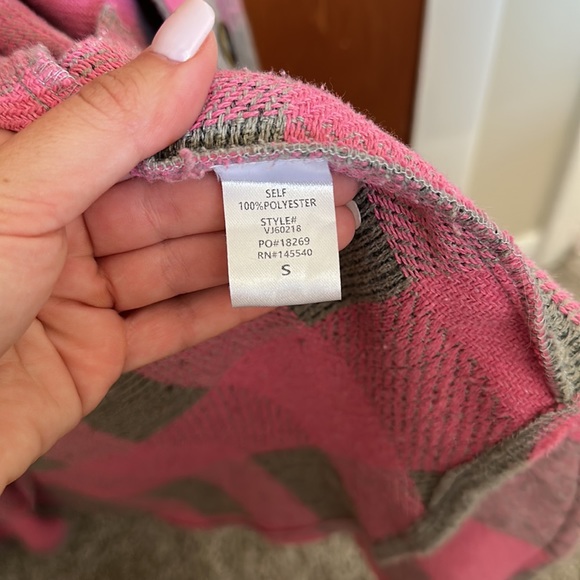 SELF
100%POLYESTER
STYLE#
VJ60218
PO#18269
RN#145540
S